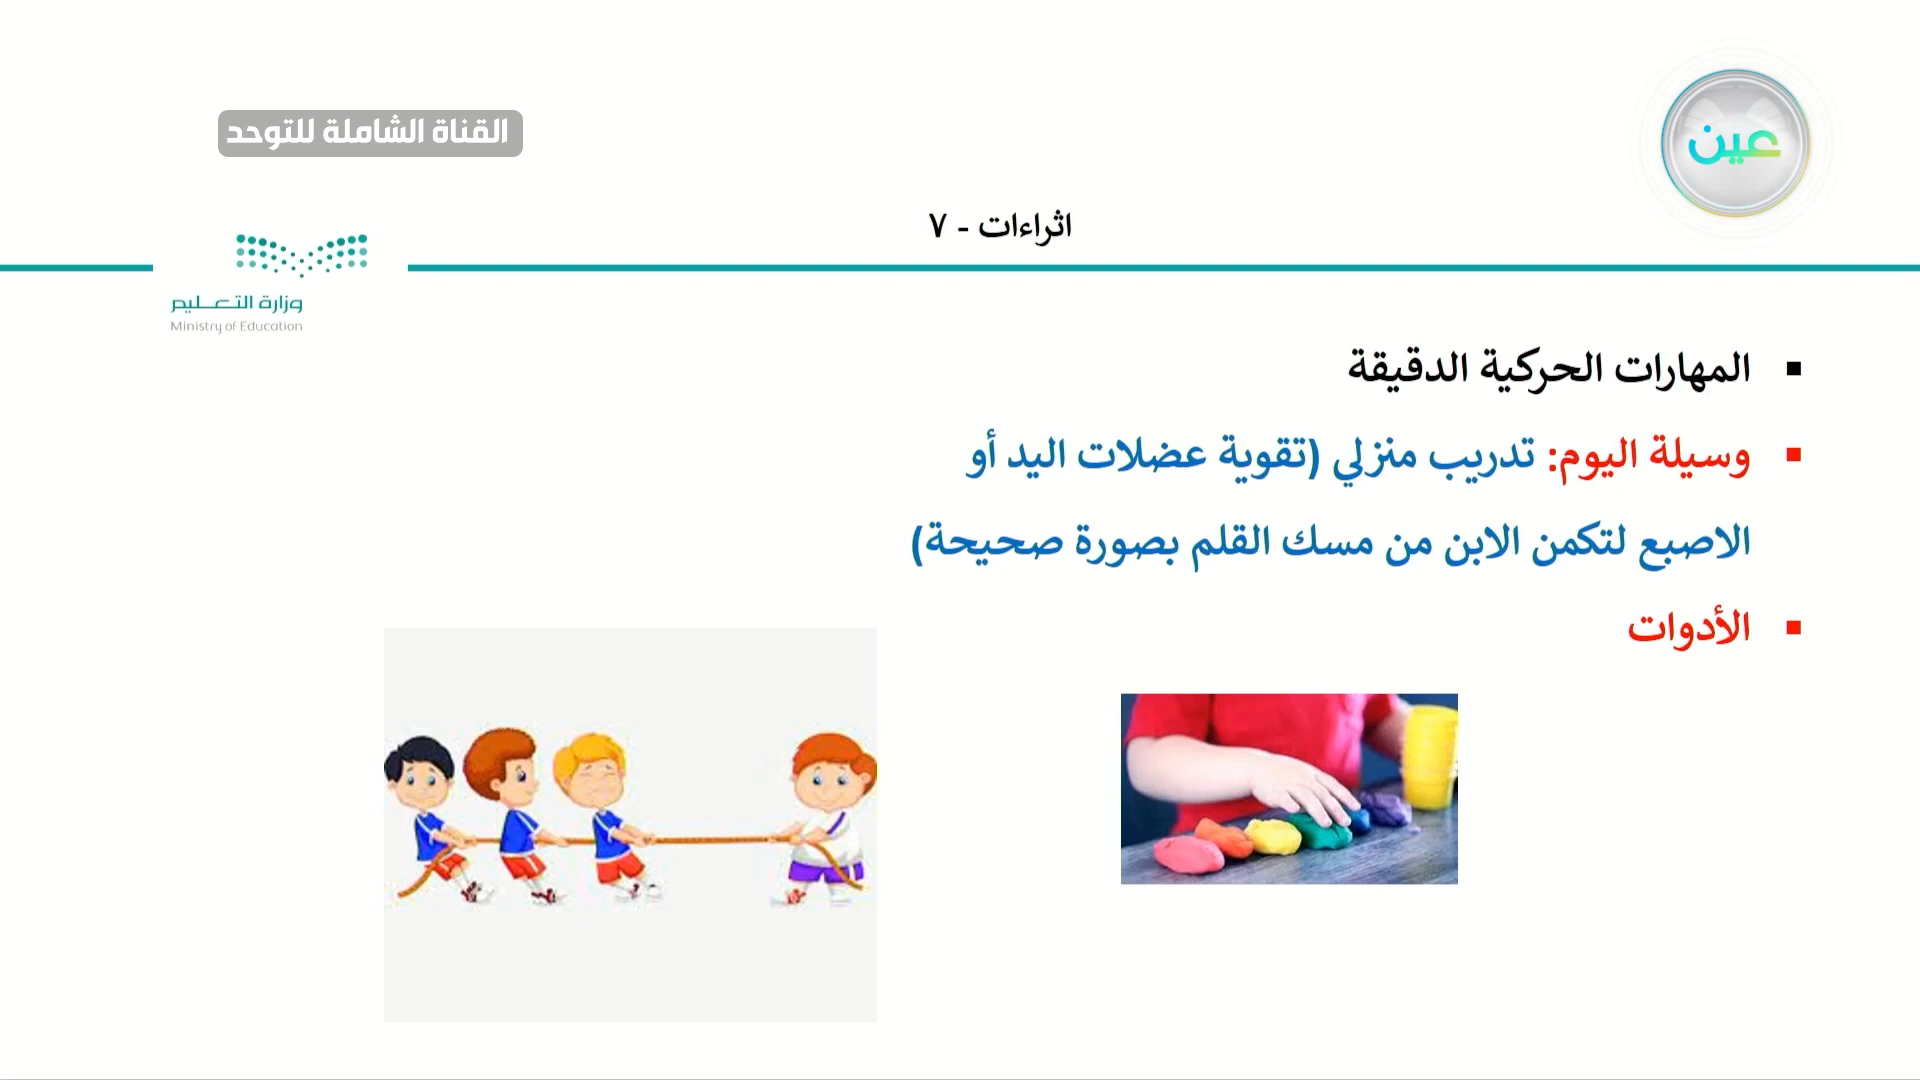 عين
القناة الشاملة للتوحد
اثراءات - ٧
وزارة التعليم
Ministry of Education
المهارات الحركية الدقيقة
وسيلة اليوم: تدريب منزلي (تقوية عضلات اليد أو
الاصبع لتكمن الابن من مسك القلم بصورة صحيحة)
الأدوات